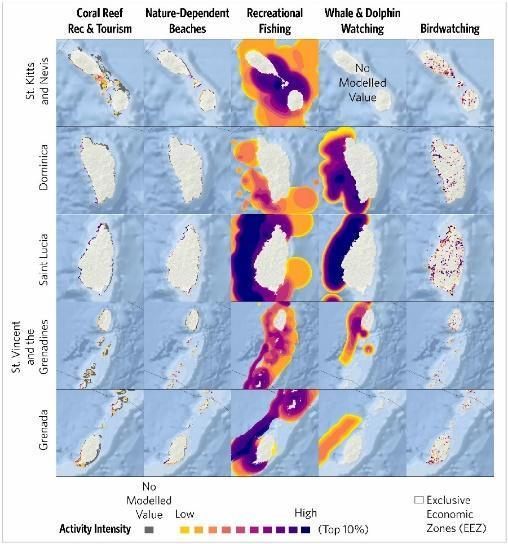 Coral Reef
Rec & Tourism
Nature-Dependent
Beaches
Recreational
Fishing
Whale & Dolphin
Watching
Birdwatching
St. Kitts
and Nevis
No
Modelled
Value
Dominica
Saint Lucia
St. Vincent
and the
Grenadines
Grenada
No
Modelled
Value
Low
High
Activity Intensity
(Top 10%)
Exclusive
Economic
Zones (EEZ)